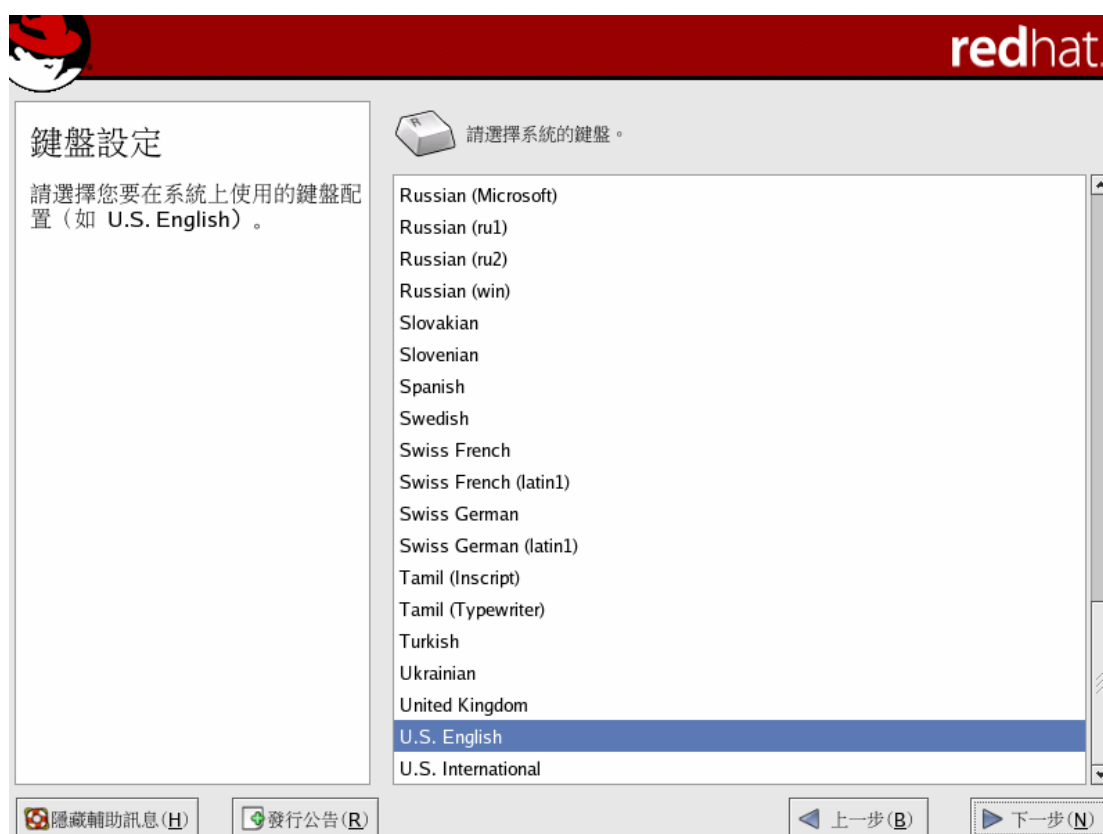 redhat.
鍵盤設定
請選擇您要在系統上使用的鍵盤配
置（如 U.S. English）。
R
請選擇系統的鍵盤。
Russian (Microsoft)
Russian (ru1)
Russian (ru2)
Russian (win)
Slovakian
Slovenian
Spanish
Swedish
Swiss French
Swiss French (latin1)
Swiss German
Swiss German (latin1)
Tamil (Inscript)
Tamil (Typewriter)
Turkish
Ukrainian
United Kingdom
U.S. English
U.S. International
隱藏輔助訊息(H)
發行公告(R)
上一步(B)
下一步(N)